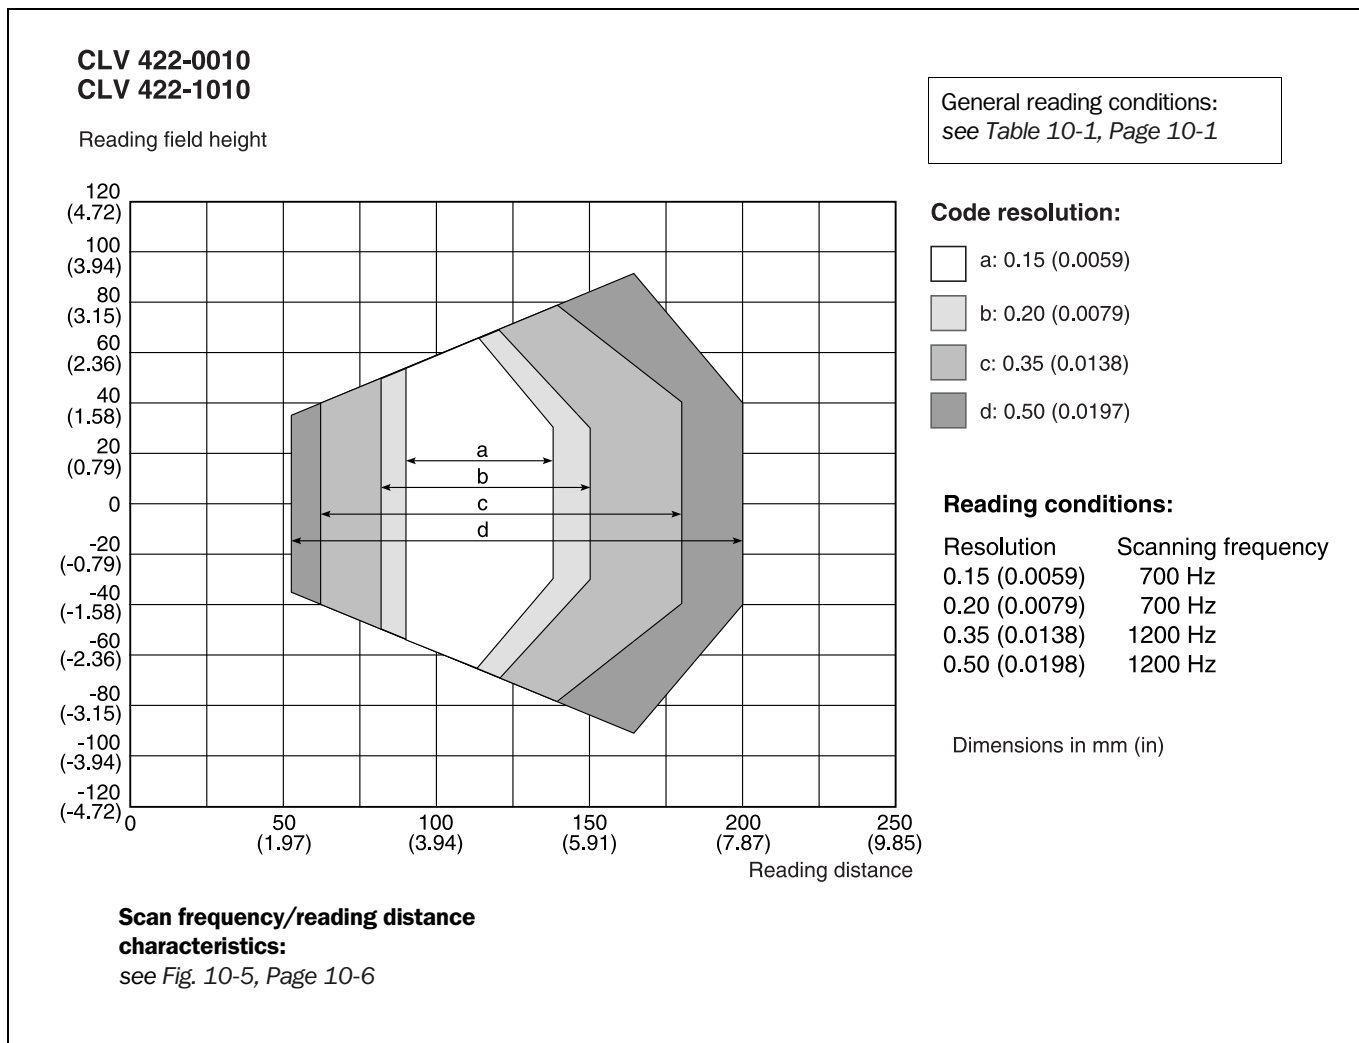 CLV 422-0010
CLV 422-1010
Reading field height
General reading conditions:
see Table 10-1, Page 10-1
120
(4.72)
100
(3.94)
80
(3.15)
60
(2.36)
40
(1.58)
20
(0.79)
0
-20
(-0.79)
-40
(-1.58)
-60
(-2.36)
-80
(-3.15)
-100
(-3.94)
-120
(-4.72)
0
50
(1.97)
100
(3.94)
150
(5.91)
200
(7.87)
250
(9.85)
Reading distance
a
b
c
d
Code resolution:
a: 0.15 (0.0059)
b: 0.20 (0.0079)
c: 0.35 (0.0138)
d: 0.50 (0.0197)
Reading conditions:
Resolution Scanning frequency
0.15 (0.0059) 700 Hz
0.20 (0.0079) 700 Hz
0.35 (0.0138) 1200 Hz
0.50 (0.0198) 1200 Hz
Dimensions in mm (in)
Scan frequency/reading distance
characteristics:
see Fig. 10-5, Page 10-6